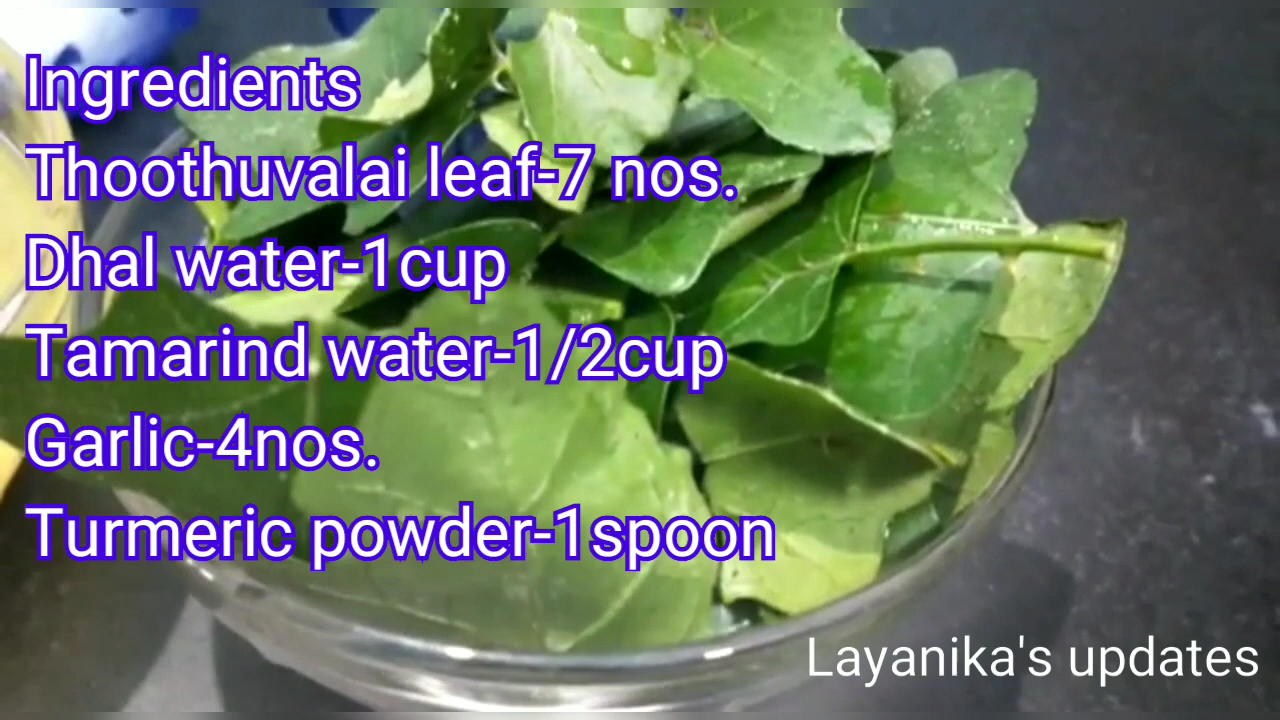 Ingredients
Thoothuvalai leaf-7 nos.
Dhal water-1cup
Tamarind water-1/2cup
Garlic-4nos.
Turmeric powder-1spoon
Layanika's updates